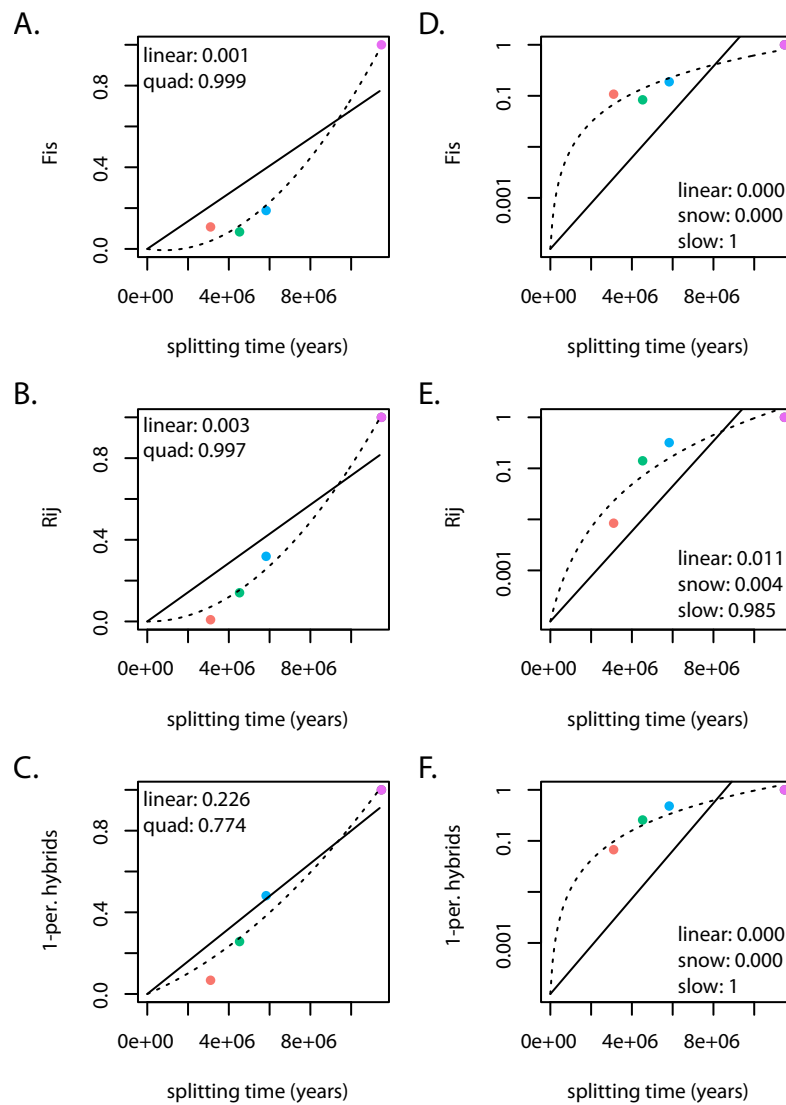 A.
linear: 0.001
quad: 0.999
Fis
0.0
0.4
0.8
0e+00
4e+06
8e+06
splitting time (years)
D.
Fis
0.001
0.1
1
linear: 0.000
snow: 0.000
slow: 1
0e+00
4e+06
8e+06
splitting time (years)
B.
linear: 0.003
quad: 0.997
Rij
0.0
0.4
0.8
0e+00
4e+06
8e+06
splitting time (years)
E.
Rij
0.001
0.1
1
linear: 0.011
snow: 0.004
slow: 0.985
0e+00
4e+06
8e+06
splitting time (years)
C.
linear: 0.226
quad: 0.774
1-per. hybrids
0.0
0.4
0.8
0e+00
4e+06
8e+06
splitting time (years)
F.
1-per. hybrids
0.001
0.1
1
linear: 0.000
snow: 0.000
slow: 1
0e+00
4e+06
8e+06
splitting time (years)